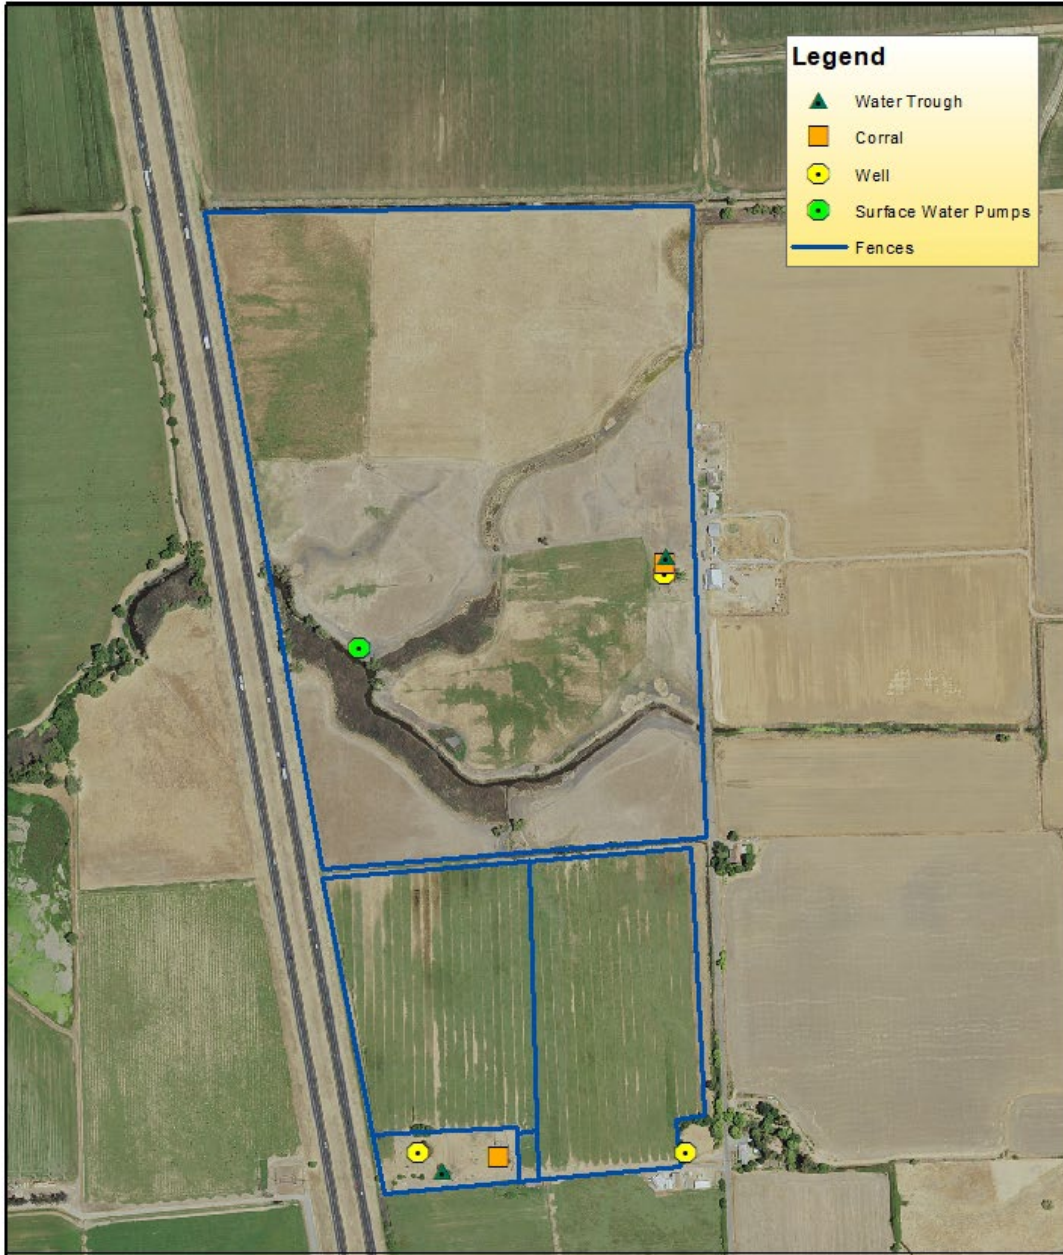 Legend
Water Trough
Corral
Well
Surface Water Pumps
Fences